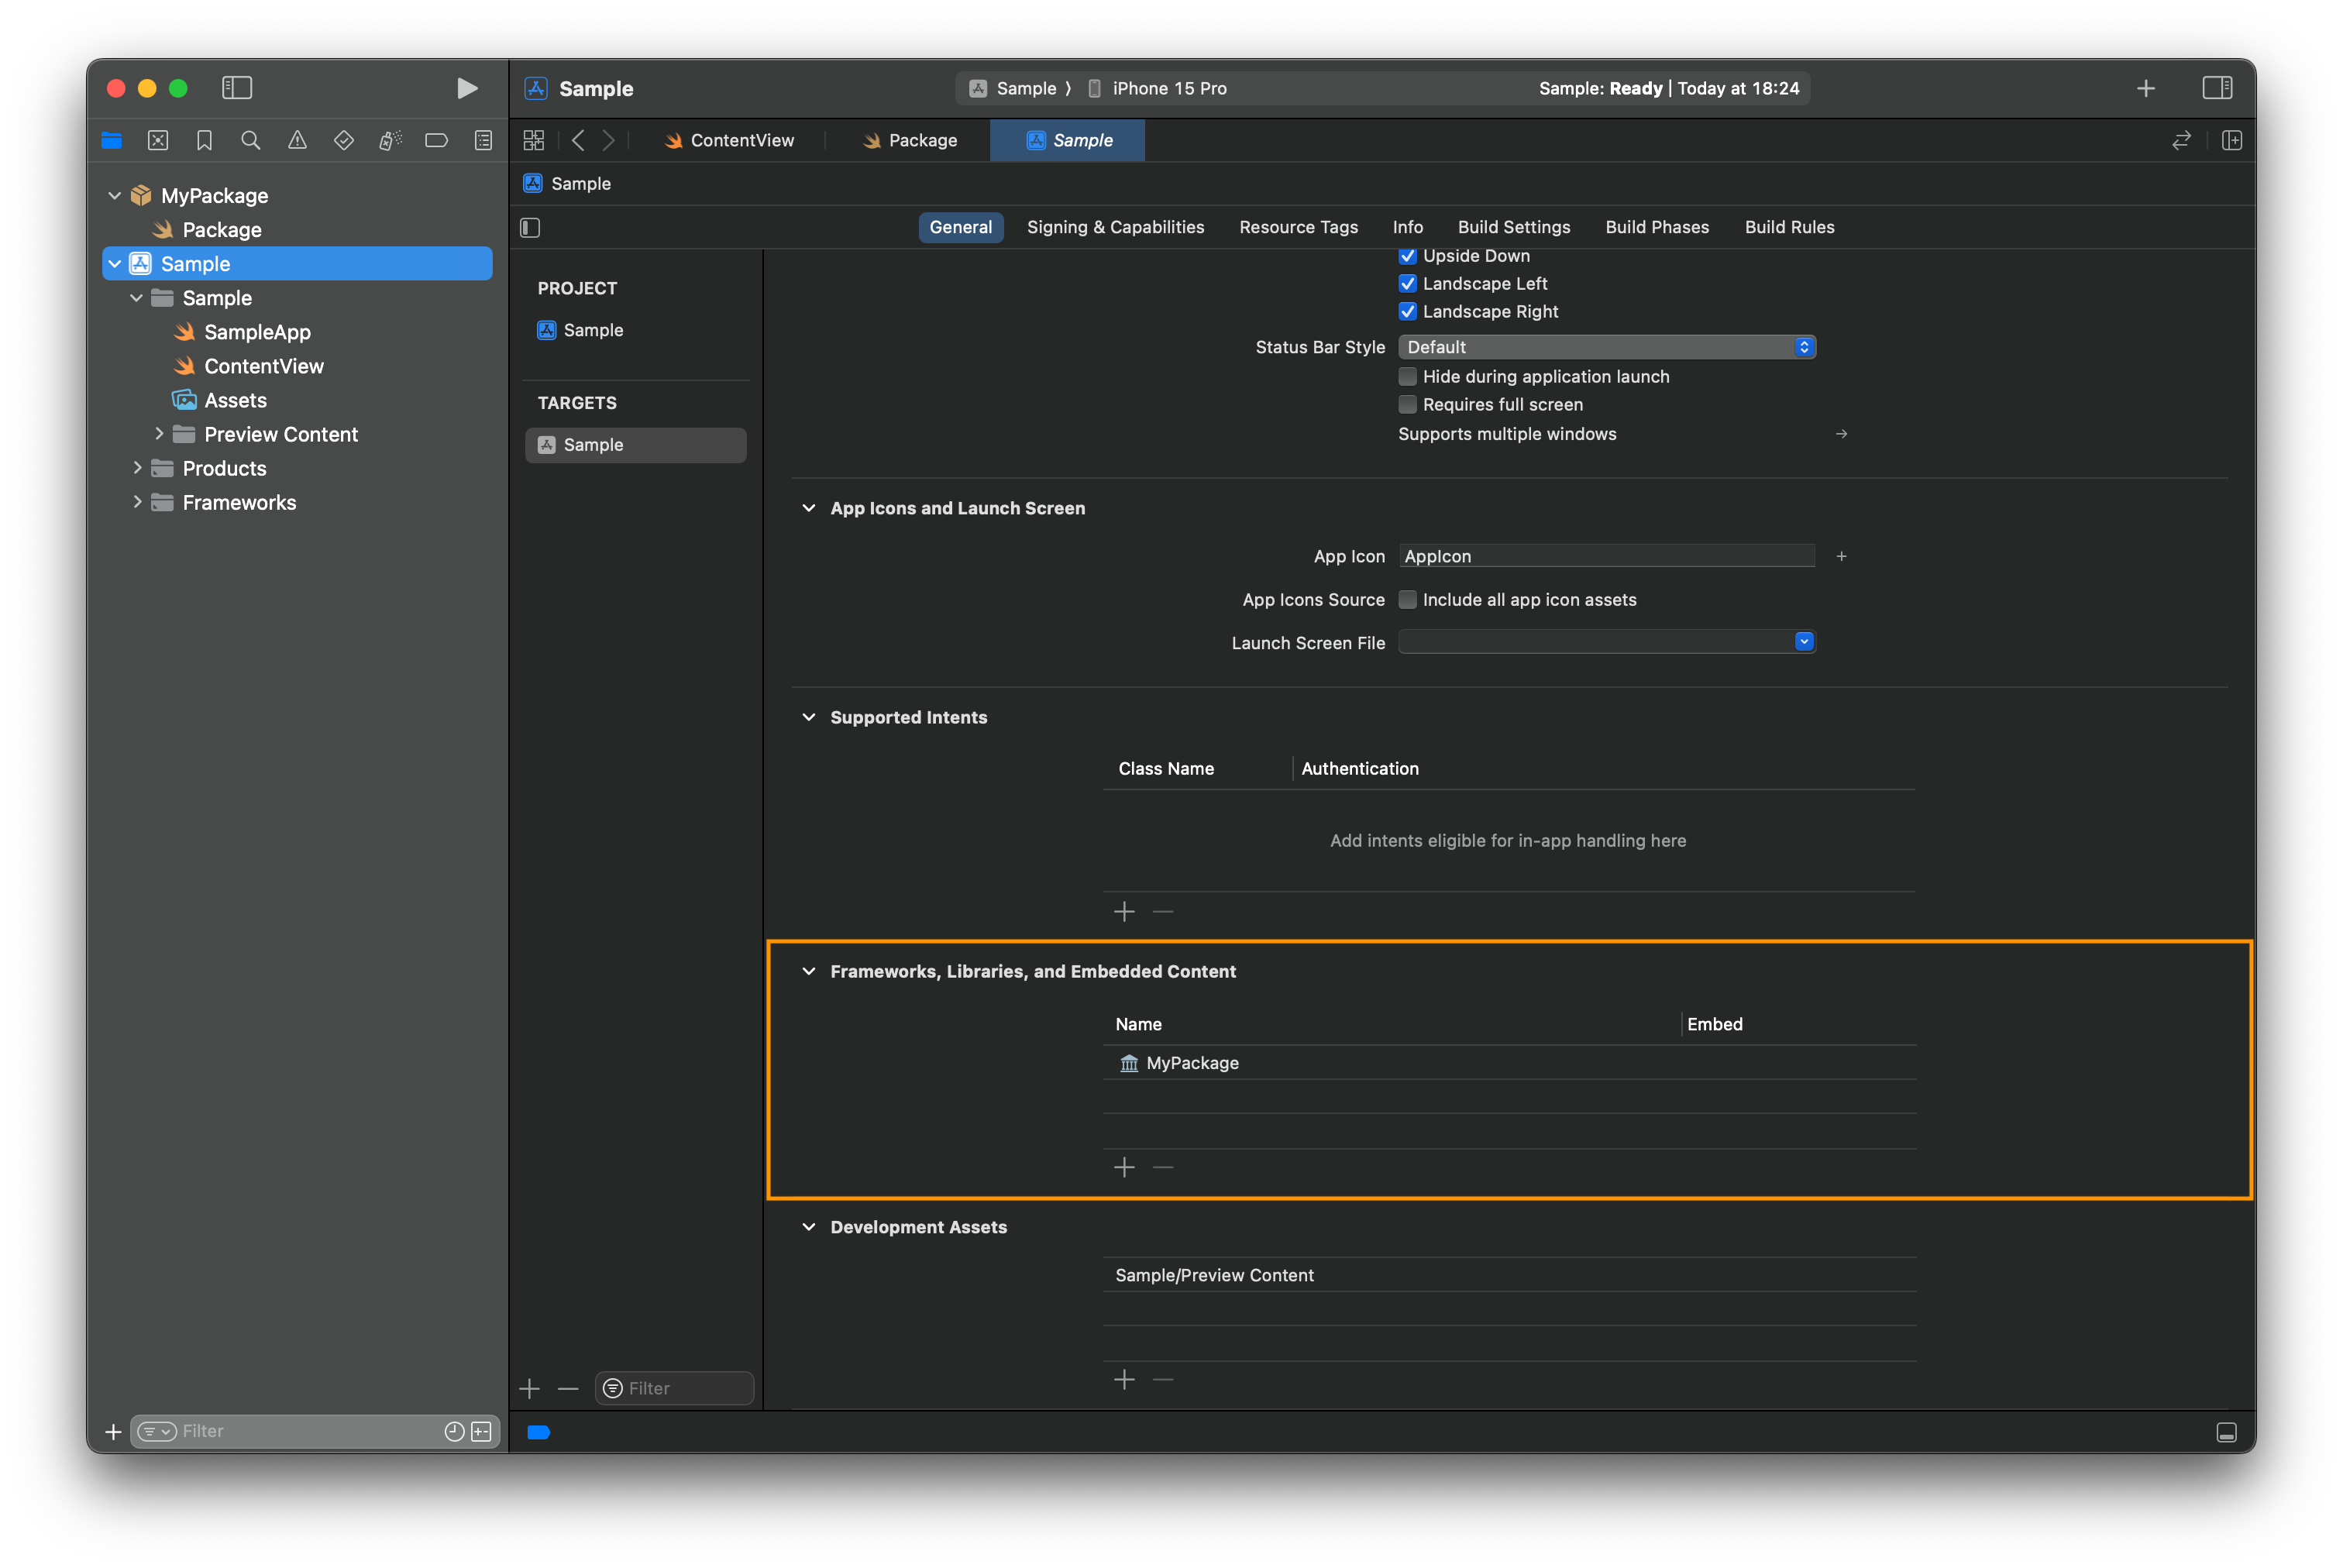 Sample
Sample ⟩ iPhone 15 Pro
Sample: Ready | Today at 18:24
ContentView
Package
Sample
MyPackage
Package
Sample
Sample
SampleApp
ContentView
Assets
Preview Content
Products
Frameworks
Filter
Sample
General
Signing & Capabilities
Resource Tags
Info
Build Settings
Build Phases
Build Rules
PROJECT
Sample
TARGETS
Sample
Filter
Upside Down
Landscape Left
Landscape Right
Status Bar Style Default
Hide during application launch
Requires full screen
Supports multiple windows
App Icons and Launch Screen
App Icon AppIcon
App Icons Source Include all app icon assets
Launch Screen File
Supported Intents
Class Name Authentication
Add intents eligible for in-app handling here
Frameworks, Libraries, and Embedded Content
Name Embed
MyPackage
Development Assets
Sample/Preview Content